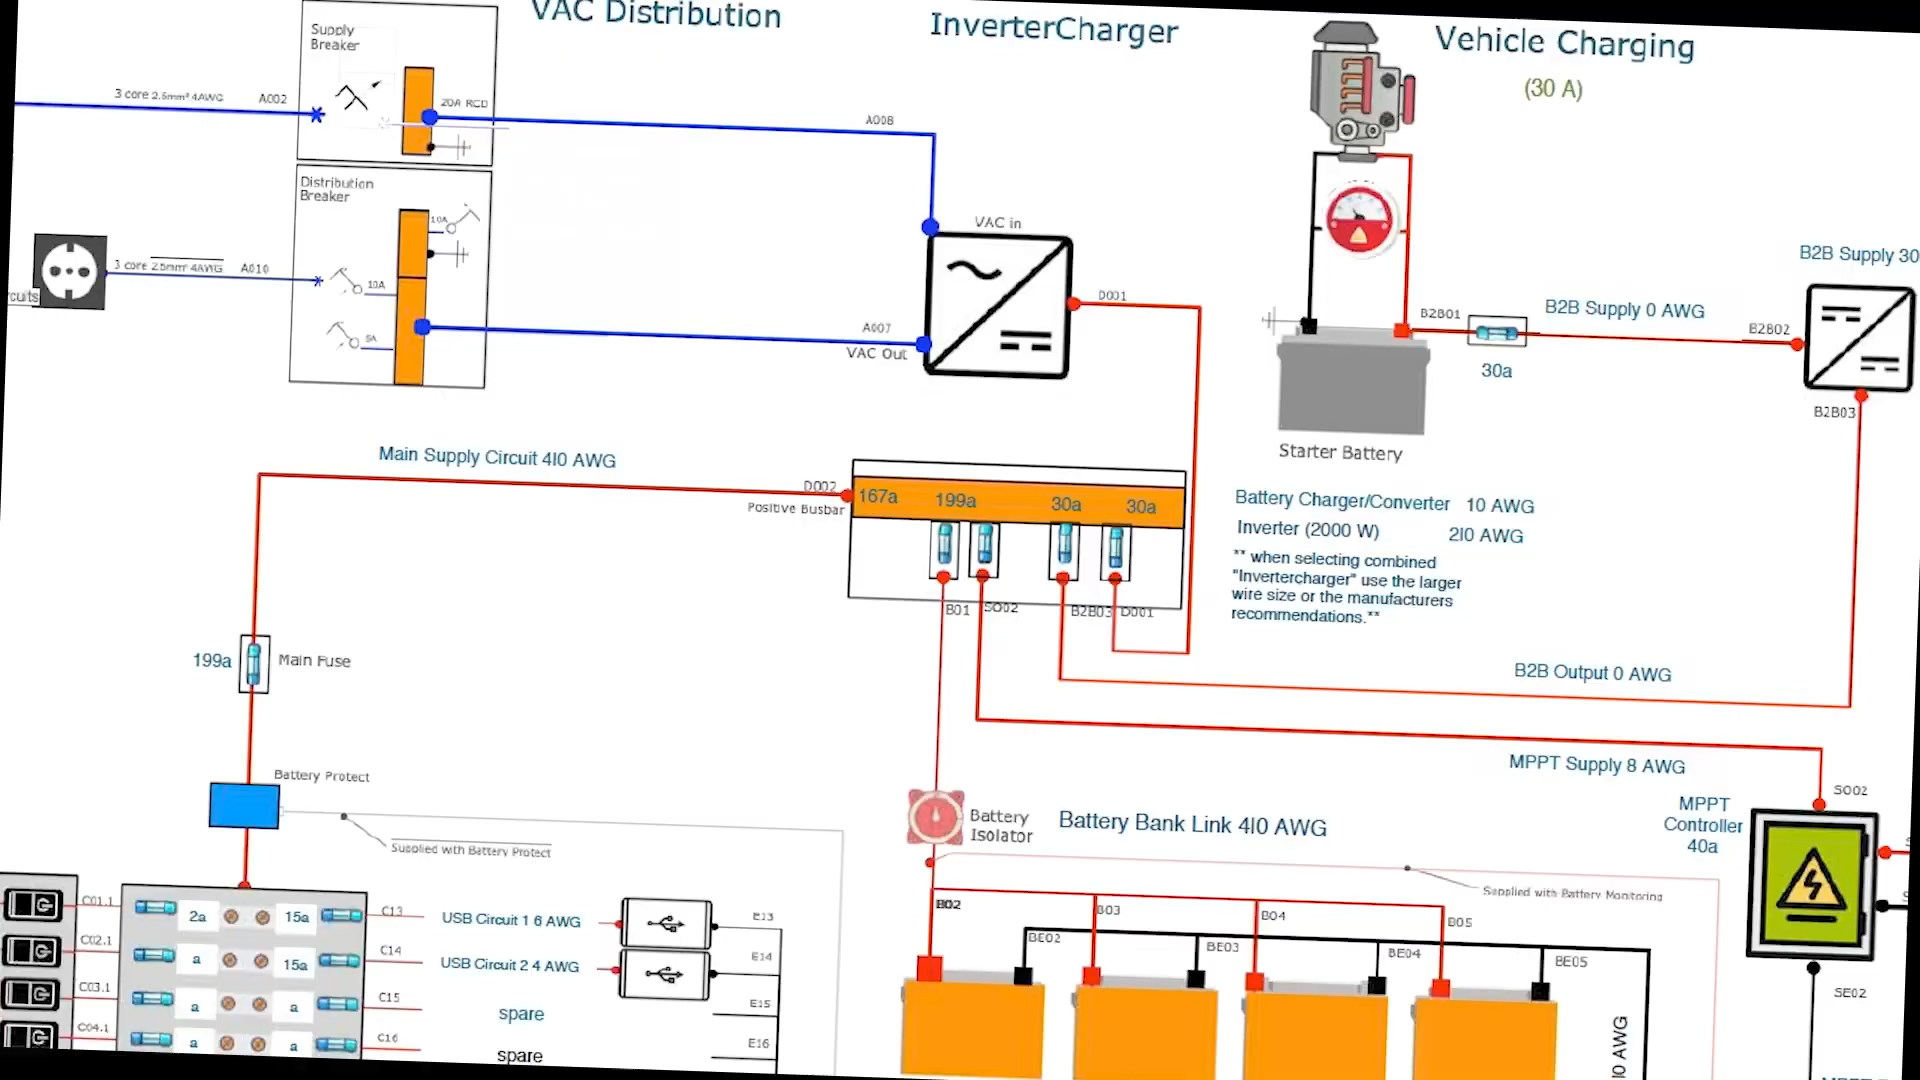 VAC Distribution
InverterCharger
Vehicle Charging
(30 A)
Supply
Breaker
3 core 2.5mm² 4AWG
A002
20A RCD
A008
Distribution
Breaker
10A
3 core 2.5mm² 4AWG
A010
10A
5A
VAC in
D001
A007
VAC Out
B2B Supply 30
B2B01
B2B Supply 0 AWG
B2B02
30a
B2B03
Starter Battery
Main Supply Circuit 4|0 AWG
D002
Positive Busbar
167a
199a
30a
30a
B01
SO02
B2B03
D001
Battery Charger/Converter 10 AWG
Inverter (2000 W) 2|0 AWG
** when selecting combined
"Invertercharger" use the larger
wire size or the manufacturers
recommendations.**
199a
Main Fuse
B2B Output 0 AWG
MPPT Supply 8 AWG
Battery Protect
Supplied with Battery Protect
Battery
Isolator
Battery Bank Link 4|0 AWG
MPPT
Controller
40a
SO02
Supplied with Battery Monitoring
C01.1
2a
15a
C13
USB Circuit 1 6 AWG
E13
C02.1
a
15a
C14
USB Circuit 2 4 AWG
E14
C03.1
a
a
C15
spare
E15
C04.1
a
a
C16
spare
E16
B02
B03
B04
B05
BE02
BE03
BE04
BE05
SE02